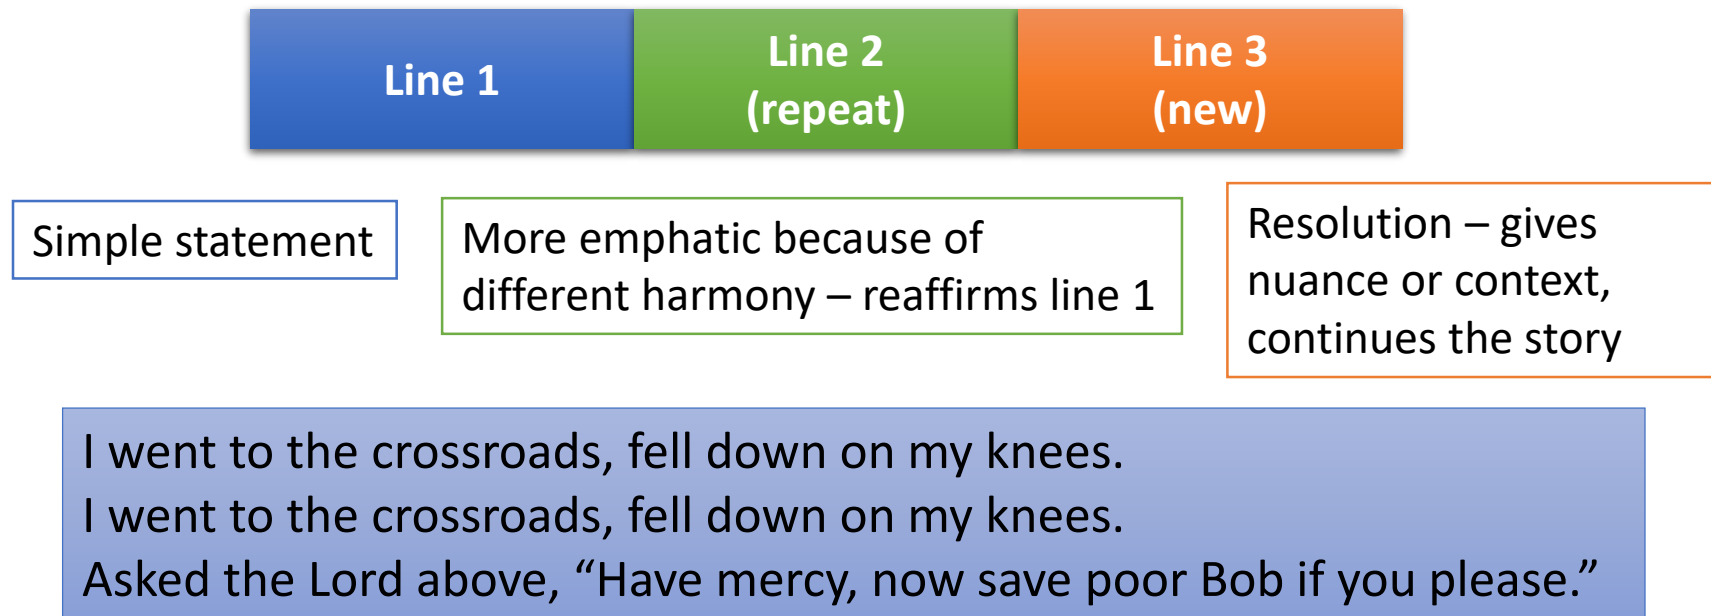 Line 1
Line 2
(repeat)
Line 3
(new)
Simple statement
More emphatic because of
different harmony – reaffirms line 1
Resolution – gives
nuance or context,
continues the story
I went to the crossroads, fell down on my knees.
I went to the crossroads, fell down on my knees.
Asked the Lord above, “Have mercy, now save poor Bob if you please.”